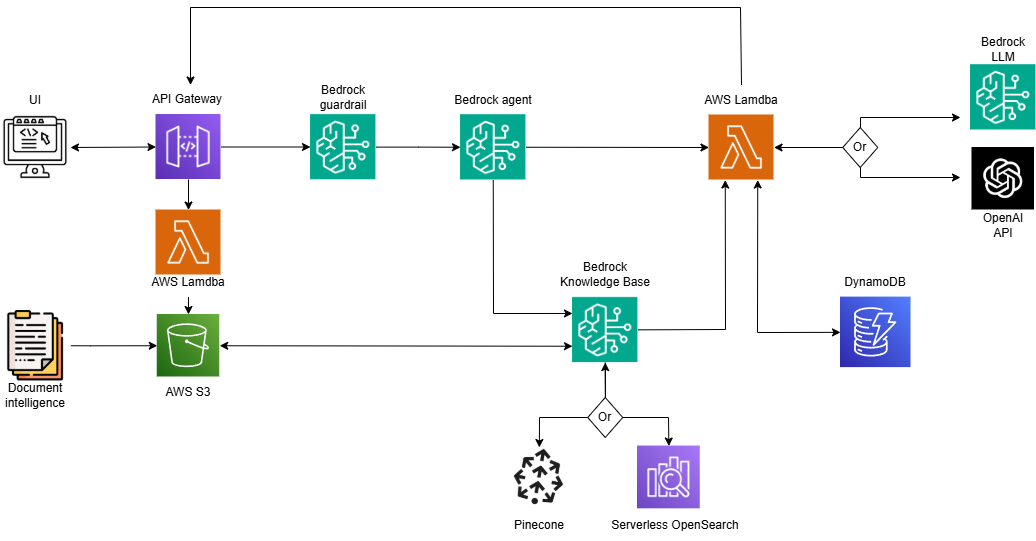 Bedrock
LLM
UI
API Gateway
Bedrock
guardrail
Bedrock agent
AWS Lamdba
Or
OpenAI
API
AWS Lamdba
Bedrock
Knowledge Base
DynamoDB
Document
intelligence
AWS S3
Or
Pinecone
Serverless OpenSearch